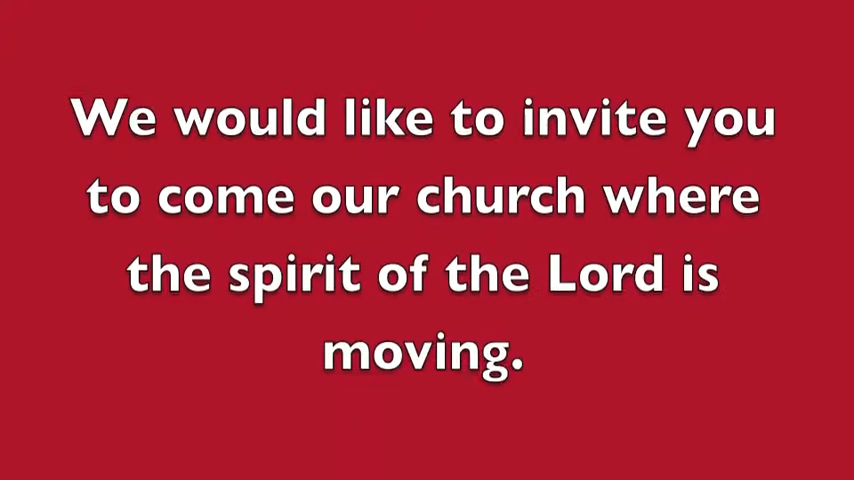 We would like to invite you
to come our church where
the spirit of the Lord is
moving.